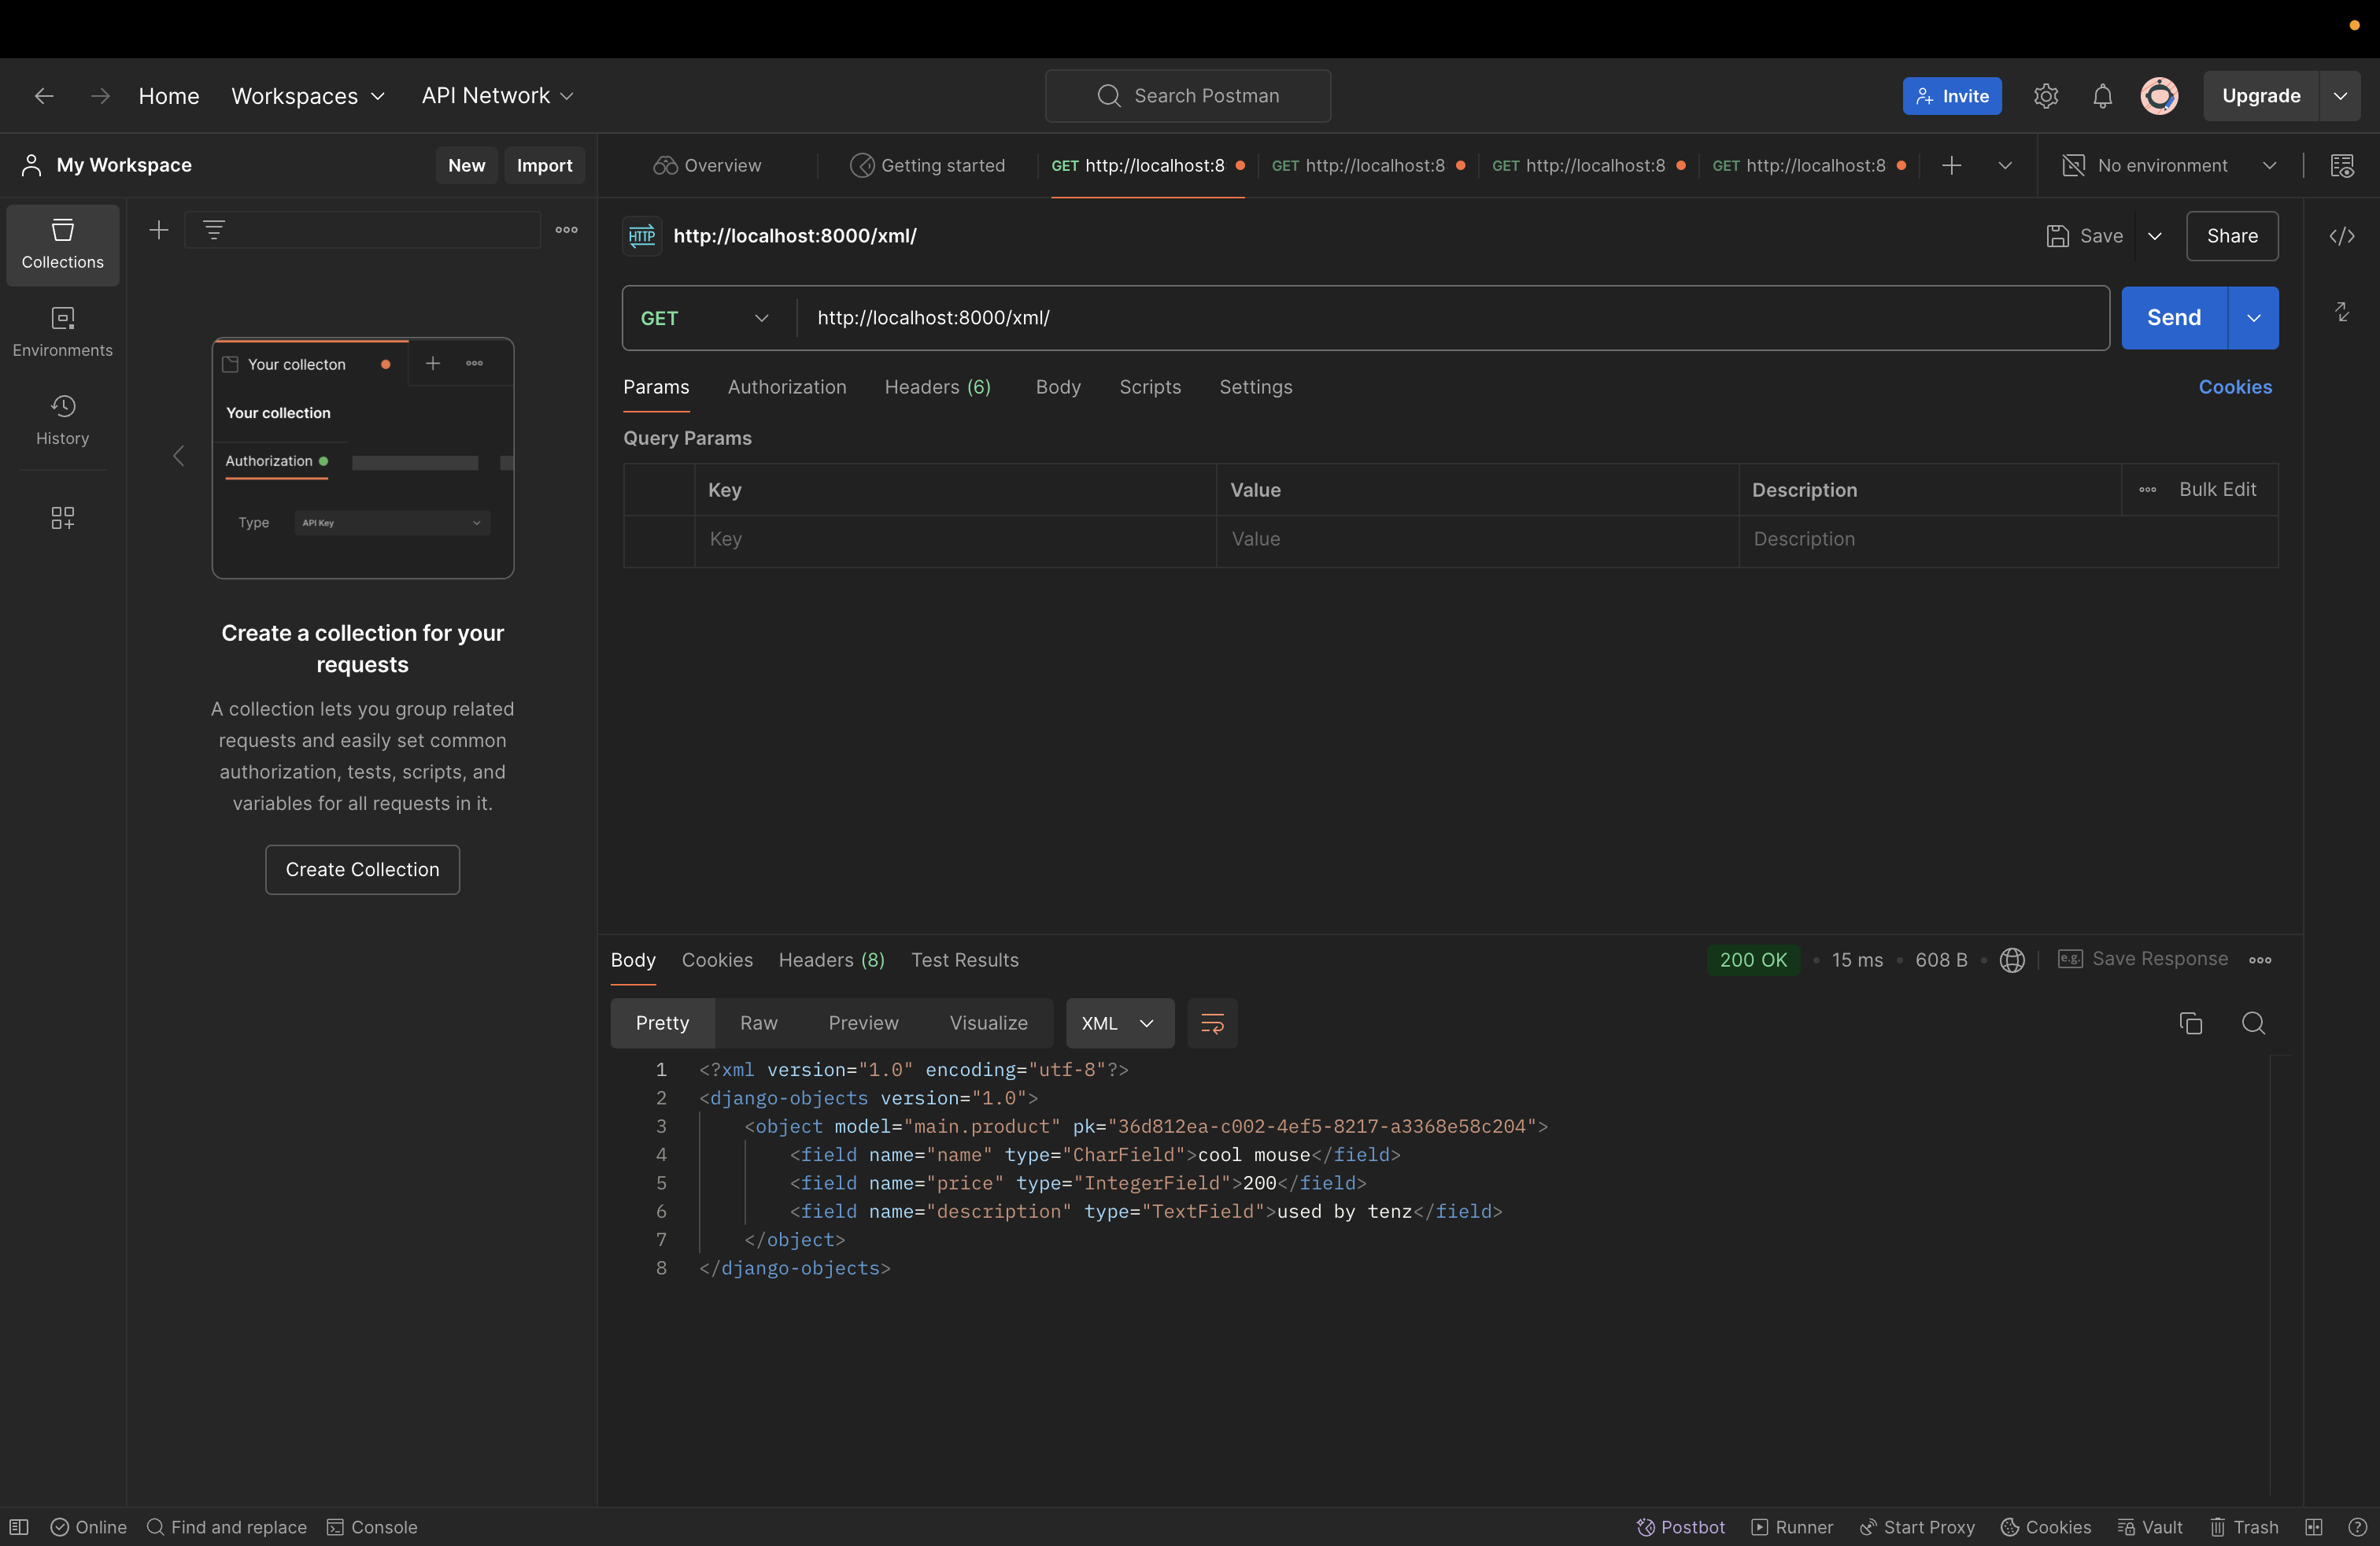 Home Workspaces API Network Search Postman Invite Upgrade
My Workspace New Import Overview Getting started GET http://localhost:8 GET http://localhost:8 GET http://localhost:8 GET http://localhost:8 No environment
Collections
Environments
History
Your collecton
Your collection
Authorization
Type API Key
Create a collection for your
requests
A collection lets you group related
requests and easily set common
authorization, tests, scripts, and
variables for all requests in it.
Create Collection
HTTP http://localhost:8000/xml/ Save Share
GET http://localhost:8000/xml/ Send
Params Authorization Headers (6) Body Scripts Settings Cookies
Query Params
Key Value Description Bulk Edit
Key Value Description
Body Cookies Headers (8) Test Results 200 OK • 15 ms • 608 B • e.g. Save Response
Pretty Raw Preview Visualize XML
1 <?xml version="1.0" encoding="utf-8"?>
2 <django-objects version="1.0">
3 <object model="main.product" pk="36d812ea-c002-4ef5-8217-a3368e58c204">
4 <field name="name" type="CharField">cool mouse</field>
5 <field name="price" type="IntegerField">200</field>
6 <field name="description" type="TextField">used by tenz</field>
7 </object>
8 </django-objects>
Online Find and replace Console Postbot Runner Start Proxy Cookies Vault Trash